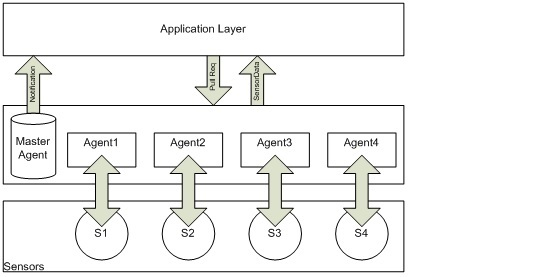 Application Layer
Notification
Pull Req
SensorData
Master
Agent
Agent1
Agent2
Agent3
Agent4
S1
S2
S3
S4
Sensors